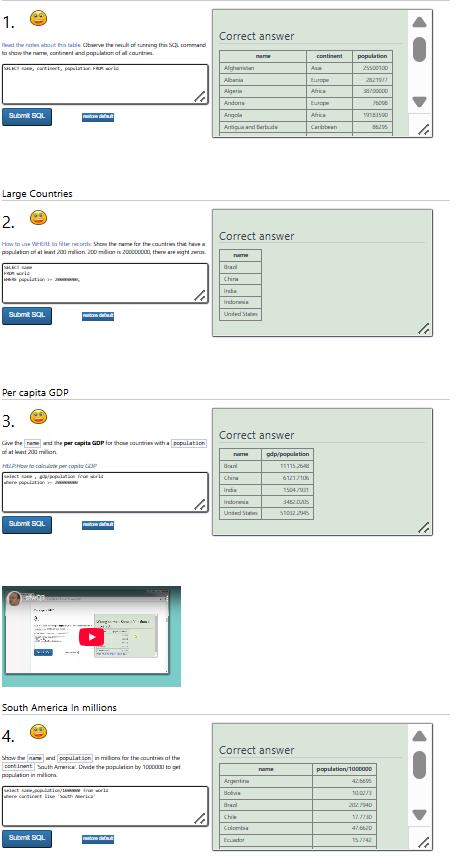 1.
Read the notes about this table. Observe the result of running this SQL command
to show the name, continent and population of all countries.
SELECT name, continent, population FROM world
Submit SQL
restore default
Correct answer
name continent population
Afghanistan Asia 25500100
Albania Europe 2821977
Algeria Africa 38700000
Andorra Europe 76098
Angola Africa 19183590
Antigua and Berbuda Caribbean 86295
Large Countries
2.
How to use WHERE to filter records. Show the name for the countries that have a
population of at least 200 million. 200 million is 200000000, there are eight zeros.
SELECT name
FROM world
WHERE population >= 200000000;
Submit SQL
restore default
Correct answer
name
Brazil
China
India
Indonesia
United States
Per capita GDP
3.
Give the name and the per capita GDP for those countries with a population
of at least 200 million.
HELP:How to calculate per capita GDP
select name , gdp/population from world
where population >= 200000000
Submit SQL
restore default
Correct answer
name gdp/population
Brazil 11115.2648
China 6121.7106
India 1504.7931
Indonesia 3482.0205
United States 51032.2945
3.
South America In millions
4.
Show the name and population in millions for the countries of the
continent 'South America'. Divide the population by 1000000 to get
population in millions.
select name,population/1000000 from world
where continent like 'South America'
Submit SQL
restore default
Correct answer
name population/1000000
Argentina 42.6695
Bolivia 10.0273
Brazil 202.7940
Chile 17.7730
Colombia 47.6620
Ecuador 15.7742